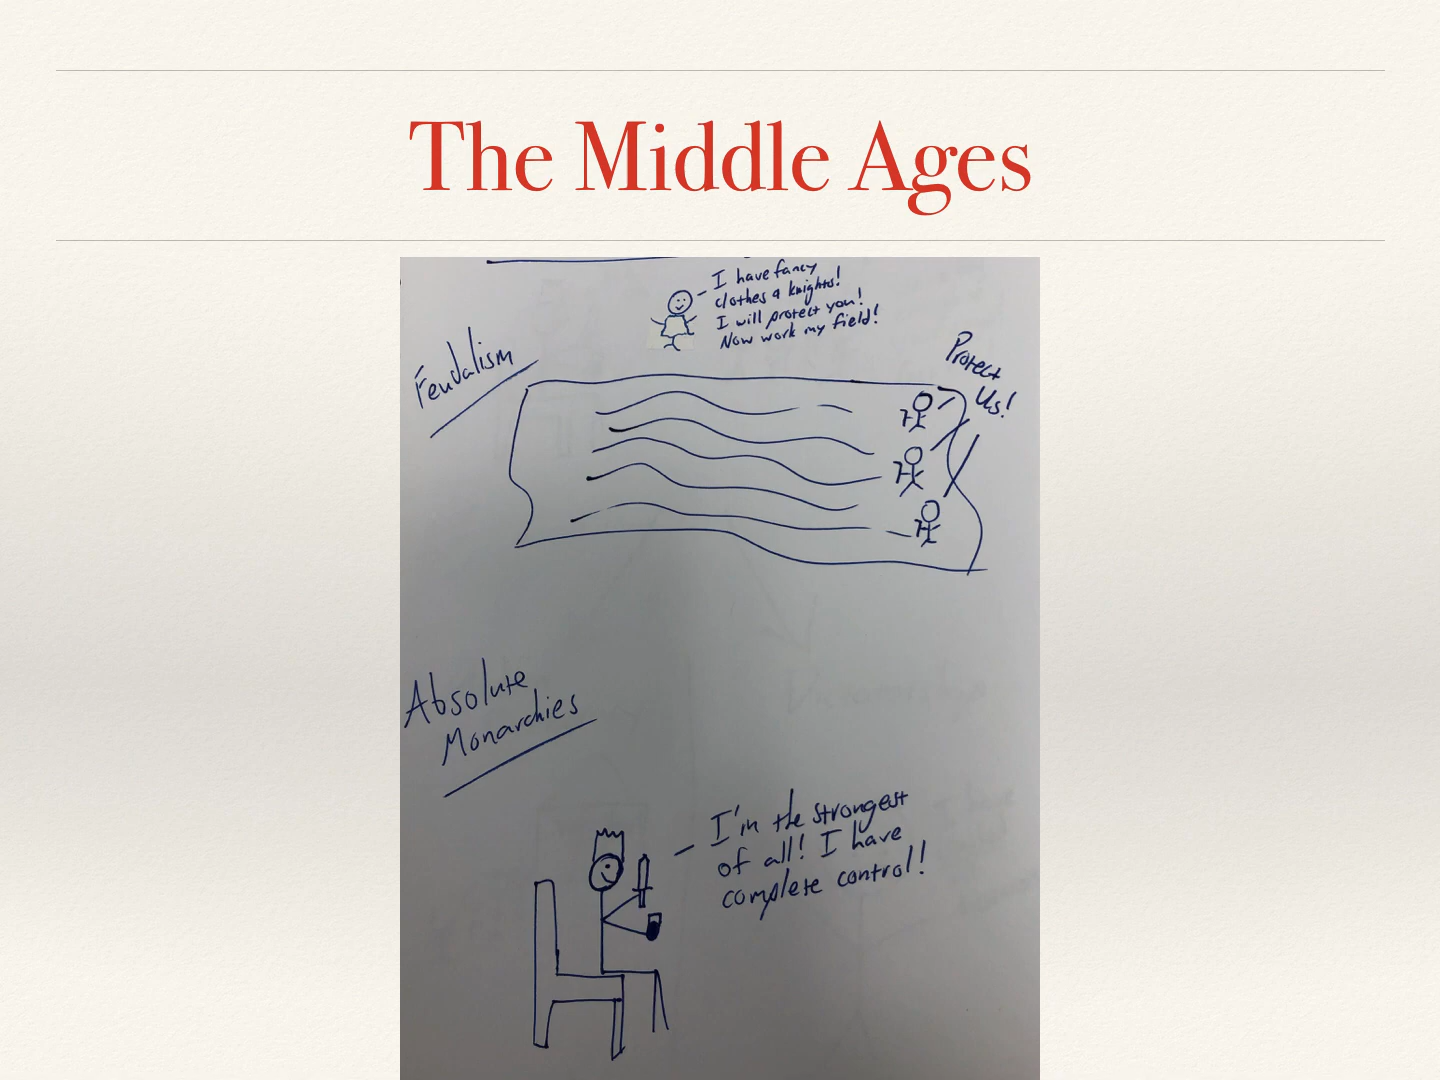 The Middle Ages
I have fancy
clothes & knights!
I will protect you!
Now work my field!
Feudalism
Protect
Us!
Absolute
Monarchies
I'm the strongest
of all! I have
complete control!